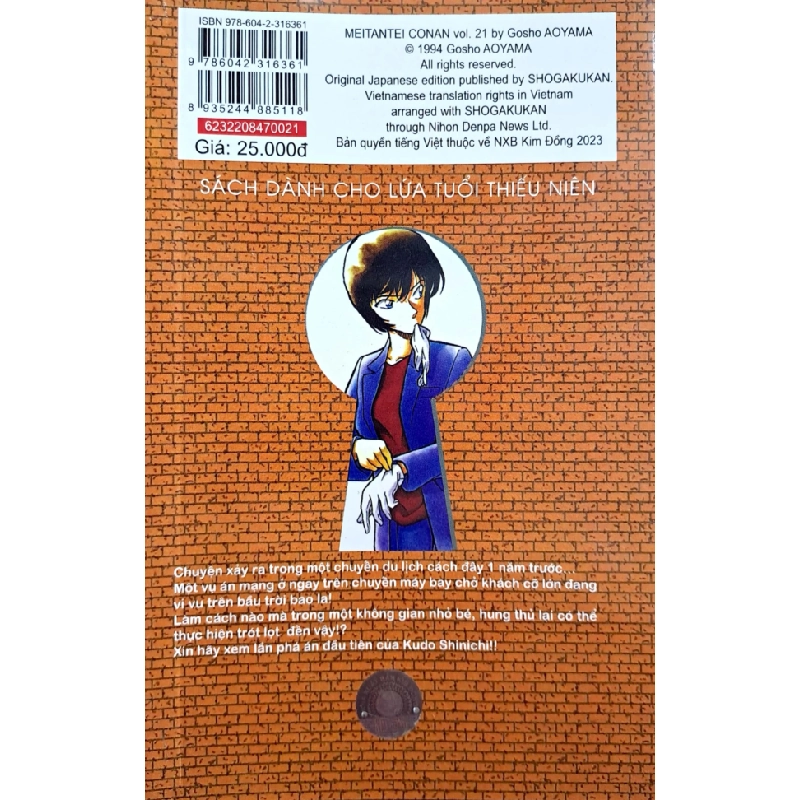 ISBN 978-604-2-316361
9 786042 316361
8 935244 885118
6232208470021
Giá: 25.000đ
MEITANTEI CONAN vol. 21 by Gosho AOYAMA
© 1994 Gosho AOYAMA
All rights reserved.
Original Japanese edition published by SHOGAKUKAN.
Vietnamese translation rights in Vietnam
arranged with SHOGAKUKAN
through Nihon Denpa News Ltd.
Bản quyền tiếng Việt thuộc về NXB Kim Đồng 2023
SÁCH DÀNH CHO LỨA TUỔI THIẾU NIÊN
Chuyện xảy ra trong một chuyến du lịch cách đây 1 năm trước...
Một vụ án mạng ở ngay trên chuyến máy bay chở khách cỡ lớn đang
vi vu trên bầu trời bao la!
Làm cách nào mà trong một không gian nhỏ bé, hung thủ lại có thể
thực hiện trót lọt đến vậy!?
Xin hãy xem lần phá án đầu tiên của Kudo Shinichi!!